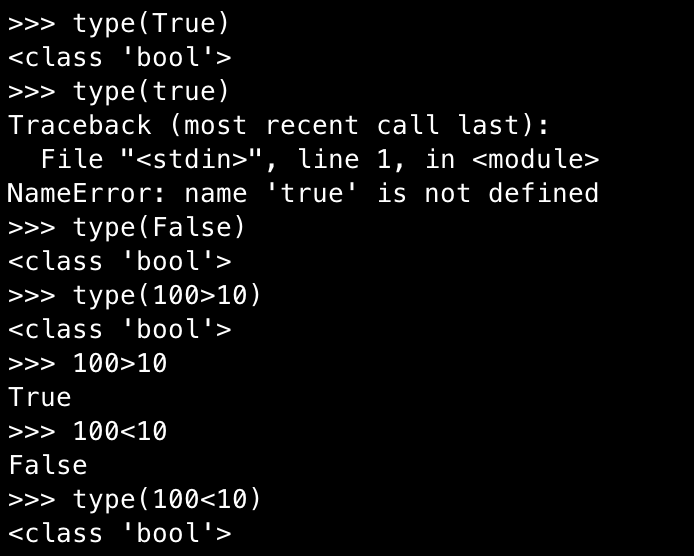 >>> type(True)
<class 'bool'>
>>> type(true)
Traceback (most recent call last):
  File "<stdin>", line 1, in <module>
NameError: name 'true' is not defined
>>> type(False)
<class 'bool'>
>>> type(100>10)
<class 'bool'>
>>> 100>10
True
>>> 100<10
False
>>> type(100<10)
<class 'bool'>